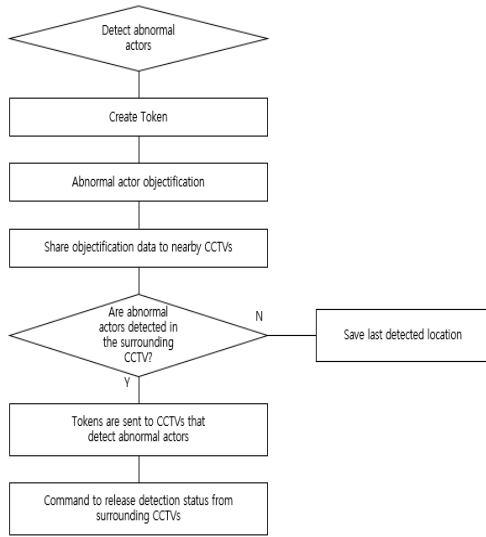 Detect abnormal
actors
Create Token
Abnormal actor objectification
Share objectification data to nearby CCTVs
Are abnormal
actors detected in
the surrounding
CCTV?
N
Save last detected location
Y
Tokens are sent to CCTVs that
detect abnormal actors
Command to release detection status from
surrounding CCTVs